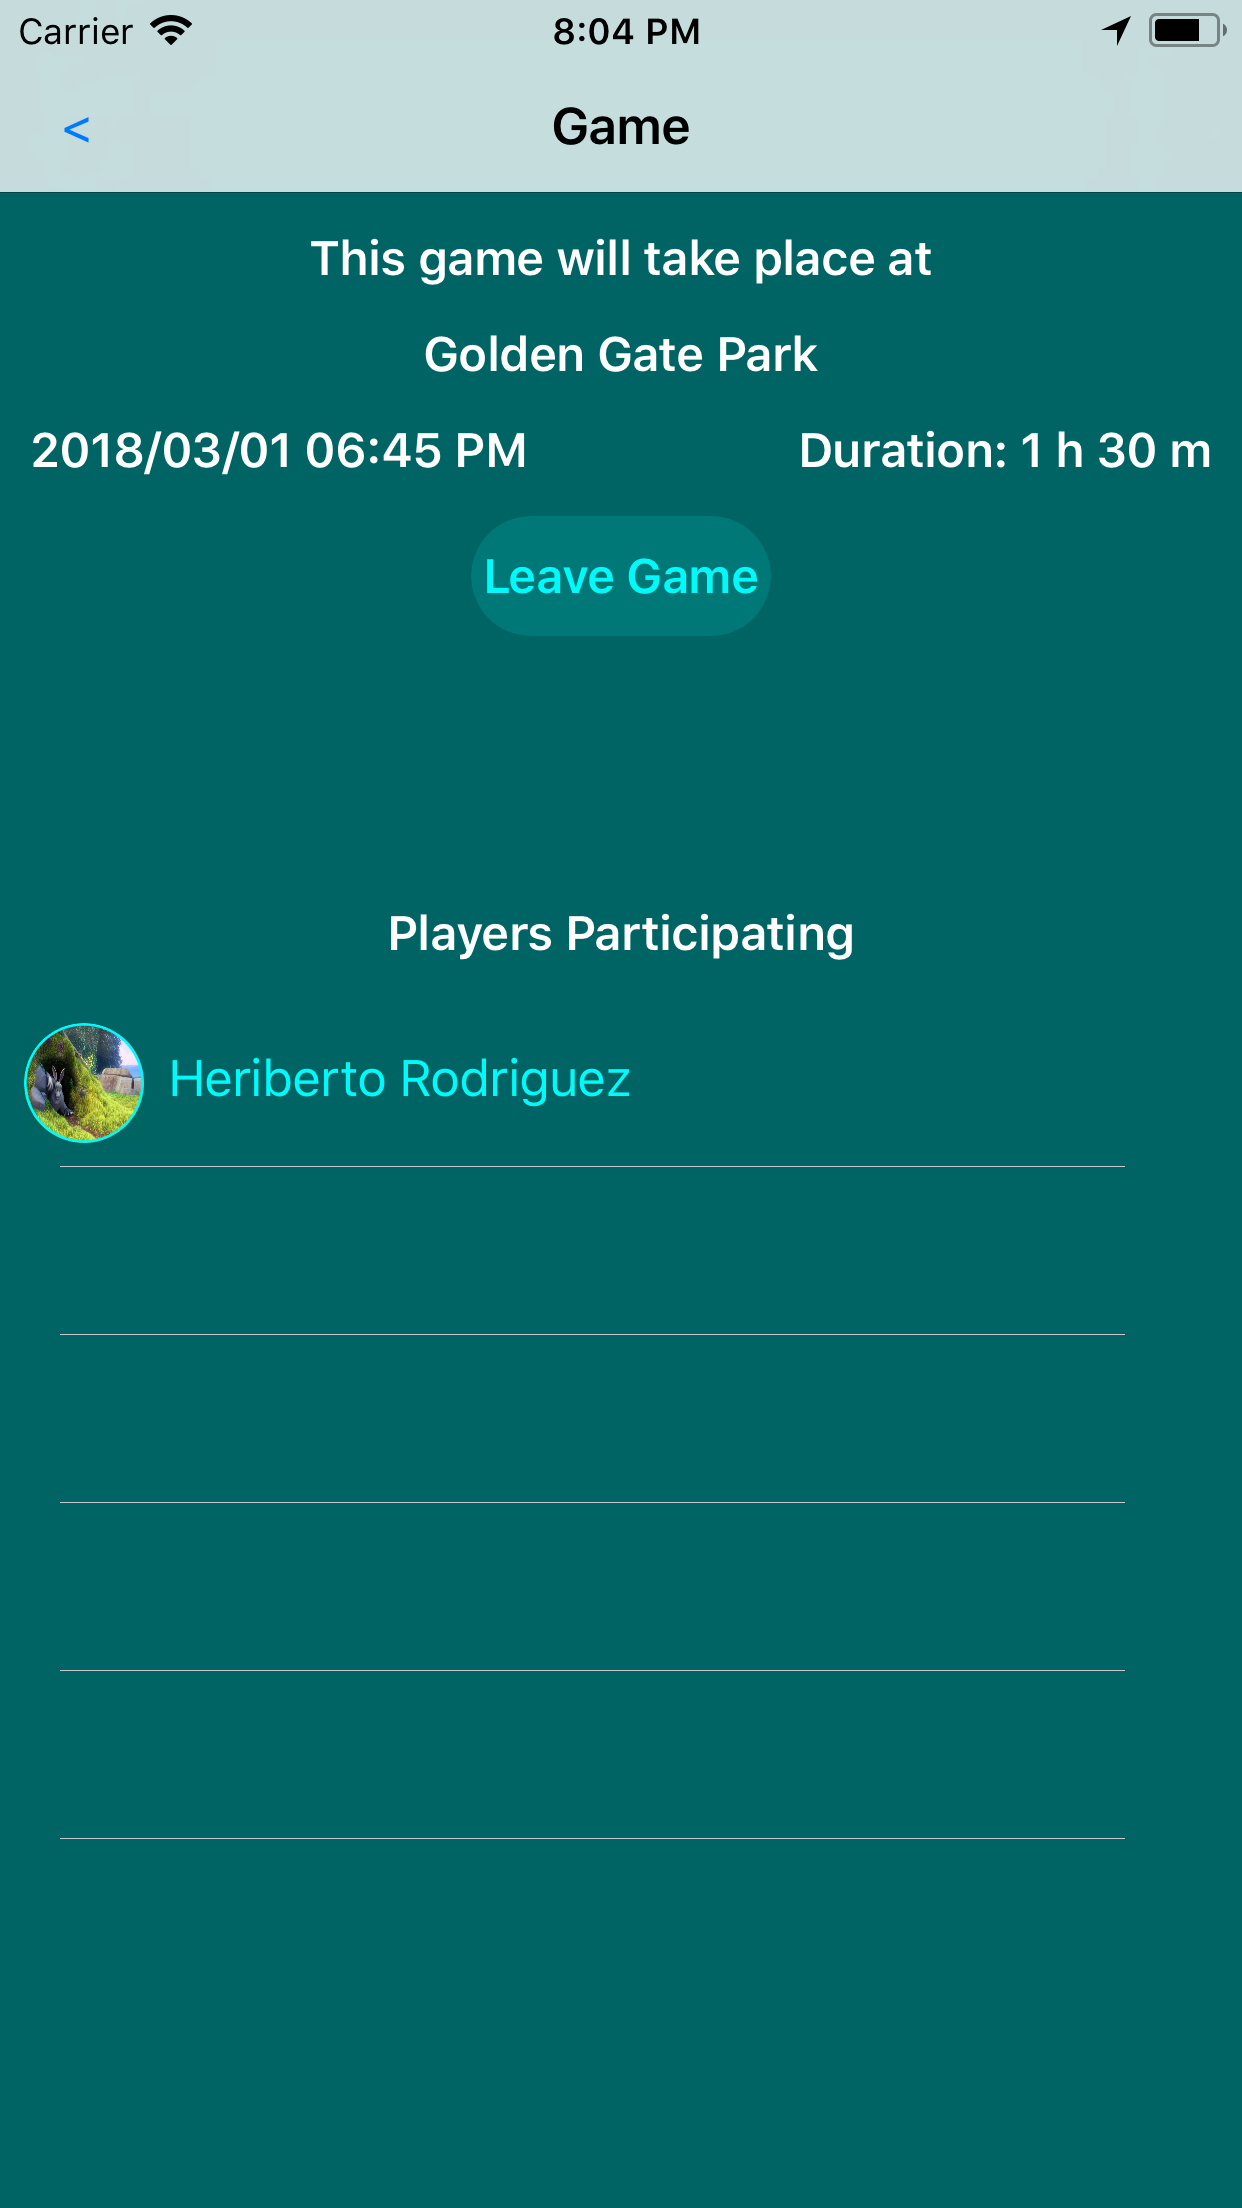 Carrier 8:04 PM
< Game
This game will take place at
Golden Gate Park
2018/03/01 06:45 PM Duration: 1 h 30 m
Leave Game
Players Participating
Heriberto Rodriguez